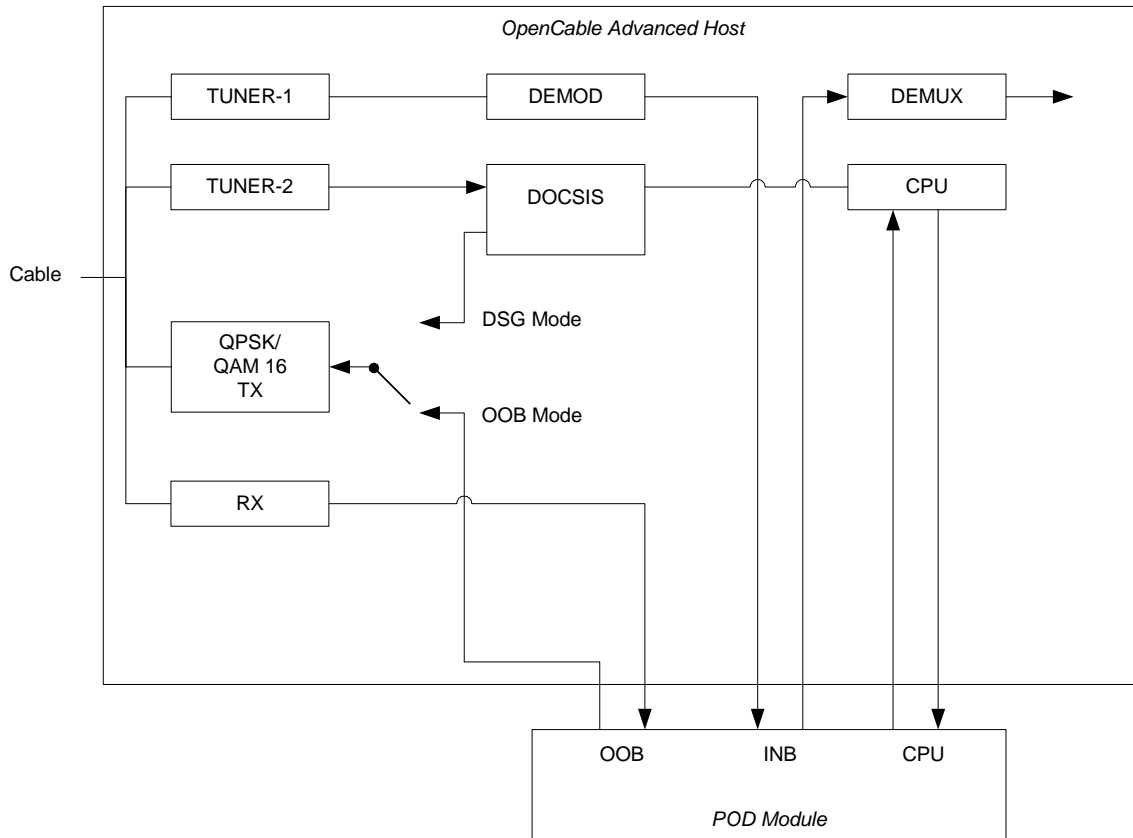 OpenCable Advanced Host
TUNER-1
DEMOD
DEMUX
TUNER-2
DOCSIS
CPU
Cable
DSG Mode
QPSK/
QAM 16
TX
OOB Mode
RX
OOB
INB
CPU
POD Module